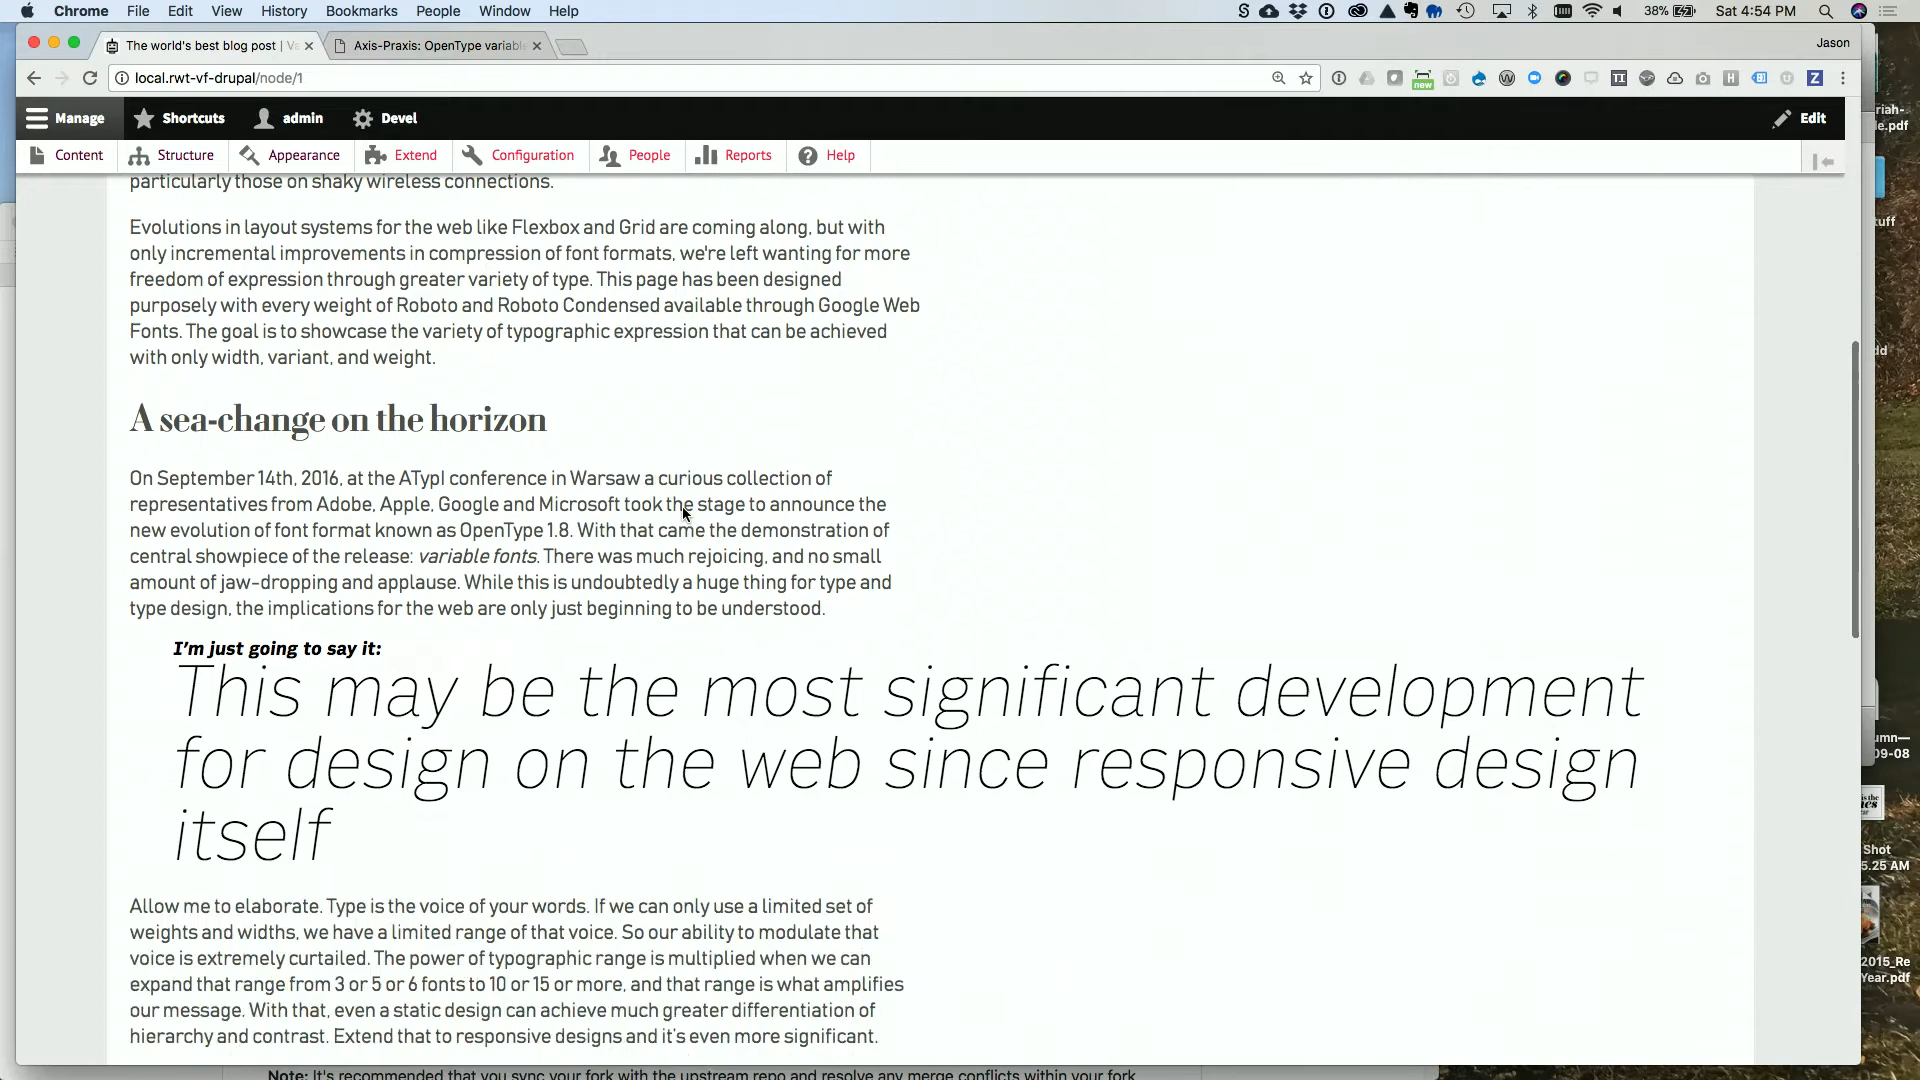 Chrome File Edit View History Bookmarks People Window Help
38% Sat 4:54 PM
The world's best blog post | Va
Axis-Praxis: OpenType variabl
Jason
local.rwt-vf-drupal/node/1
new
Manage Shortcuts admin Devel Edit
Content Structure Appearance Extend Configuration People Reports Help
particularly those on shaky wireless connections.
Evolutions in layout systems for the web like Flexbox and Grid are coming along, but with
only incremental improvements in compression of font formats, we're left wanting for more
freedom of expression through greater variety of type. This page has been designed
purposely with every weight of Roboto and Roboto Condensed available through Google Web
Fonts. The goal is to showcase the variety of typographic expression that can be achieved
with only width, variant, and weight.
A sea-change on the horizon
On September 14th, 2016, at the ATypI conference in Warsaw a curious collection of
representatives from Adobe, Apple, Google and Microsoft took the stage to announce the
new evolution of font format known as OpenType 1.8. With that came the demonstration of
central showpiece of the release: variable fonts. There was much rejoicing, and no small
amount of jaw-dropping and applause. While this is undoubtedly a huge thing for type and
type design, the implications for the web are only just beginning to be understood.
I'm just going to say it:
This may be the most significant development
for design on the web since responsive design
itself
Allow me to elaborate. Type is the voice of your words. If we can only use a limited set of
weights and widths, we have a limited range of that voice. So our ability to modulate that
voice is extremely curtailed. The power of typographic range is multiplied when we can
expand that range from 3 or 5 or 6 fonts to 10 or 15 or more, and that range is what amplifies
our message. With that, even a static design can achieve much greater differentiation of
hierarchy and contrast. Extend that to responsive designs and it's even more significant.
Note: It's recommended that you sync your fork with the upstream repo and resolve any merge conflicts within your fork
riah-
le.pdf
tuff
dd
umn—
09-08
Shot
5.25 AM
2015_Re
Year.pdf